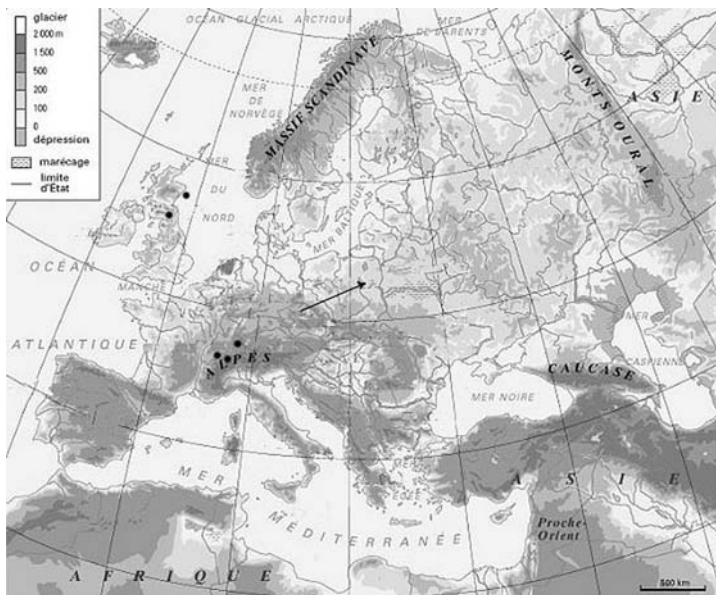 glacier
2 000 m
1 500
500
200
100
0
dépression
marécage
limite
d'État
OCÉAN GLACIAL ARCTIQUE
MER
DE BARENTS
MER
DE
NORVÈGE
MASSIF SCANDINAVE
MONTS OURAL
ASIE
MER
DU
NORD
MER BALTIQUE
OCÉAN
MANCHE
ATLANTIQUE
ALPES
MER
CASPIENNE
CAUCASE
MER NOIRE
MER
ÉGÉE
ASIE
MER
MÉDITERRANÉE
Proche-
Orient
AFRIQUE
500 km